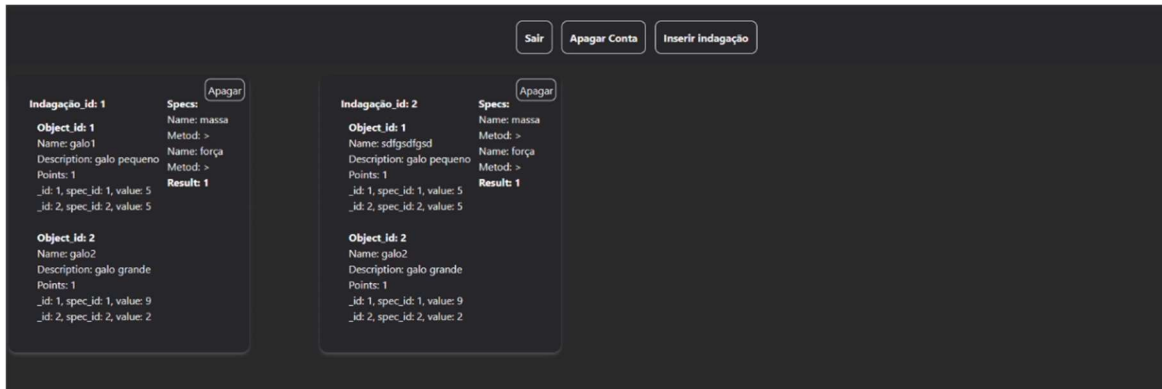 Sair
Apagar Conta
Inserir indagação
Apagar
Indagação_id: 1
Object_id: 1
Name: galo1
Description: galo pequeno
Points: 1
_id: 1, spec_id: 1, value: 5
_id: 2, spec_id: 2, value: 5
Object_id: 2
Name: galo2
Description: galo grande
Points: 1
_id: 1, spec_id: 1, value: 9
_id: 2, spec_id: 2, value: 2
Specs:
Name: massa
Metod: >
Name: força
Metod: >
Result: 1
Apagar
Indagação_id: 2
Object_id: 1
Name: sdfgsdfgsd
Description: galo pequeno
Points: 1
_id: 1, spec_id: 1, value: 5
_id: 2, spec_id: 2, value: 5
Object_id: 2
Name: galo2
Description: galo grande
Points: 1
_id: 1, spec_id: 1, value: 9
_id: 2, spec_id: 2, value: 2
Specs:
Name: massa
Metod: >
Name: força
Metod: >
Result: 1